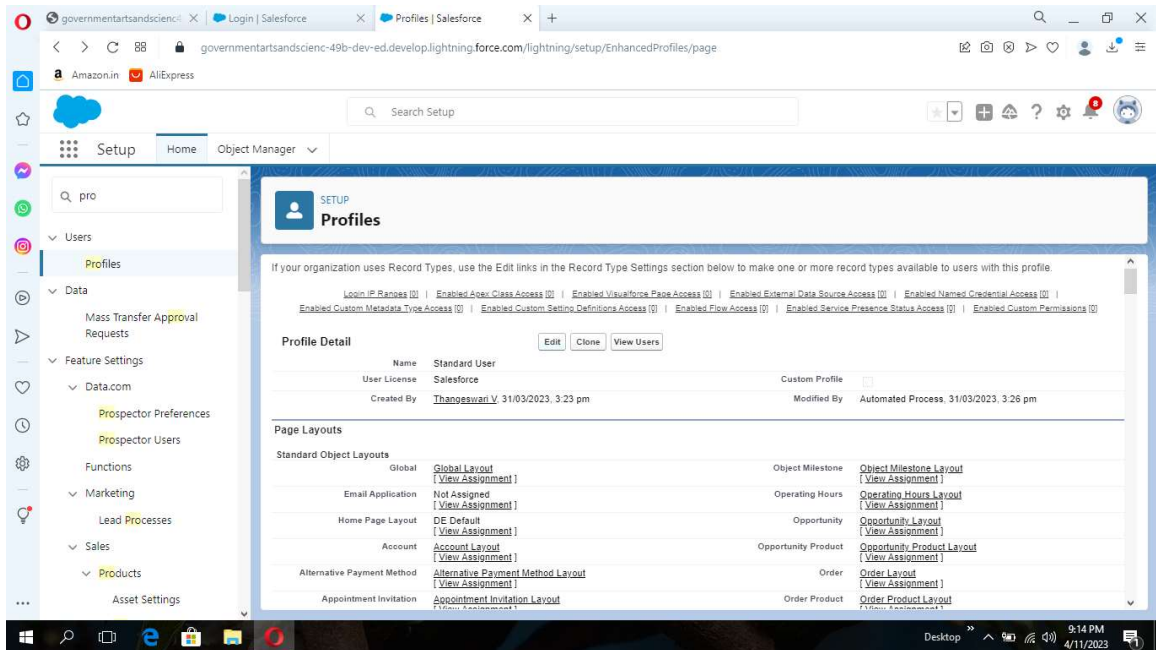 governmentartsandscienc
Login | Salesforce
Profiles | Salesforce
governmentartsandscienc-49b-dev-ed.develop.lightning.force.com/lightning/setup/EnhancedProfiles/page
Amazon.in AliExpress
Search Setup
8
Setup Home Object Manager
pro
Users
Profiles
Data
Mass Transfer Approval
Requests
Feature Settings
Data.com
Prospector Preferences
Prospector Users
Functions
Marketing
Lead Processes
Sales
Products
Asset Settings
SETUP
Profiles
If your organization uses Record Types, use the Edit links in the Record Type Settings section below to make one or more record types available to users with this profile.
Login IP Ranges [0] | Enabled Apex Class Access [0] | Enabled Visualforce Page Access [0] | Enabled External Data Source Access [0] | Enabled Named Credential Access [0] |
Enabled Custom Metadata Type Access [0] | Enabled Custom Setting Definitions Access [0] | Enabled Flow Access [0] | Enabled Service Presence Status Access [0] | Enabled Custom Permissions [0]
Profile Detail Edit Clone View Users
Name Standard User
User License Salesforce Custom Profile
Created By Thangeswari V, 31/03/2023, 3:23 pm Modified By Automated Process, 31/03/2023, 3:26 pm
Page Layouts
Standard Object Layouts
Global Global Layout Object Milestone Object Milestone Layout
[ View Assignment ] [ View Assignment ]
Email Application Not Assigned Operating Hours Operating Hours Layout
[ View Assignment ] [ View Assignment ]
Home Page Layout DE Default Opportunity Opportunity Layout
[ View Assignment ] [ View Assignment ]
Account Account Layout Opportunity Product Opportunity Product Layout
[ View Assignment ] [ View Assignment ]
Alternative Payment Method Alternative Payment Method Layout Order Order Layout
[ View Assignment ] [ View Assignment ]
Appointment Invitation Appointment Invitation Layout Order Product Order Product Layout
[ View Assignment ] [ View Assignment ]
Desktop
9:14 PM
4/11/2023